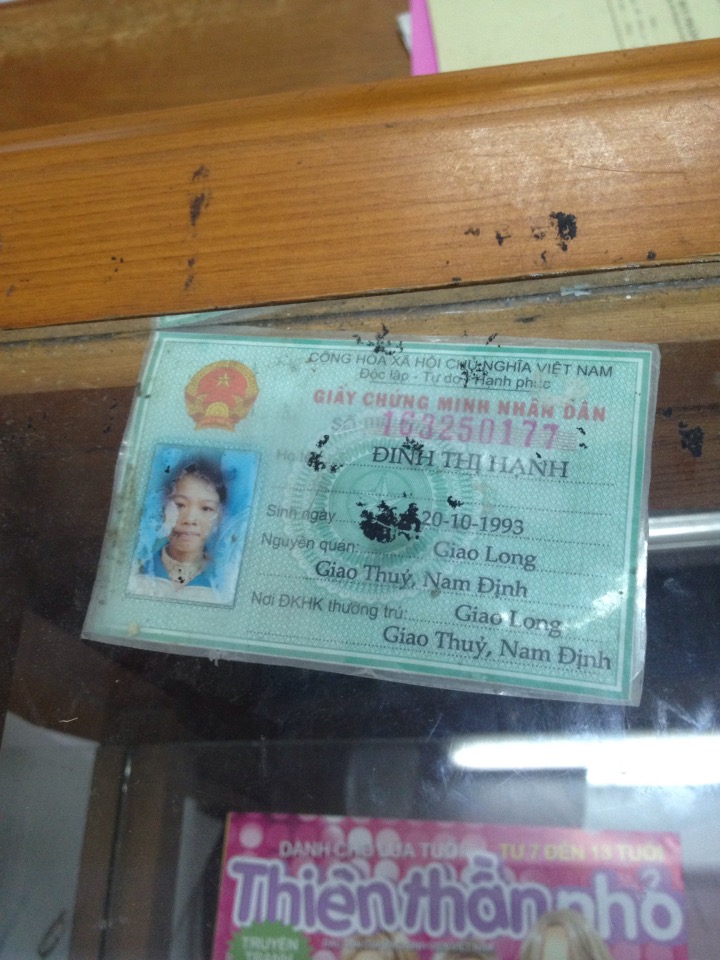 CỘNG HÒA XÃ HỘI CHỦ NGHĨA VIỆT NAM
Độc lập - Tự do - Hạnh phúc
GIẤY CHỨNG MINH NHÂN DÂN
SỐ 163250177
Họ tên ĐINH THỊ HẠNH
Sinh ngày 20-10-1993
Nguyên quán: Giao Long
Giao Thuỷ, Nam Định
Nơi ĐKHK thường trú: Giao Long
Giao Thuỷ, Nam Định
DÀNH CHO LỨA TUỔI TỪ 7 ĐẾN 13 TUỔI
Thiên thần nhỏ
TRUYỆN
TRANH